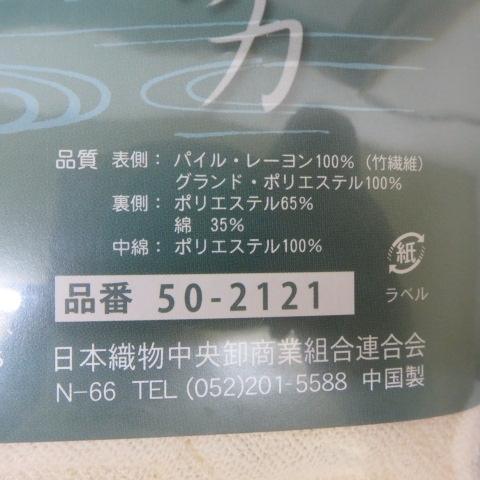 力
品質 表側： パイル・レーヨン100％（竹繊維）
グランド・ポリエステル100％
裏側： ポリエステル65％
綿 35％
中綿： ポリエステル100％
紙
ラベル
品番 50-2121
日本織物中央卸商業組合連合会
N-66 TEL (052)201-5588 中国製